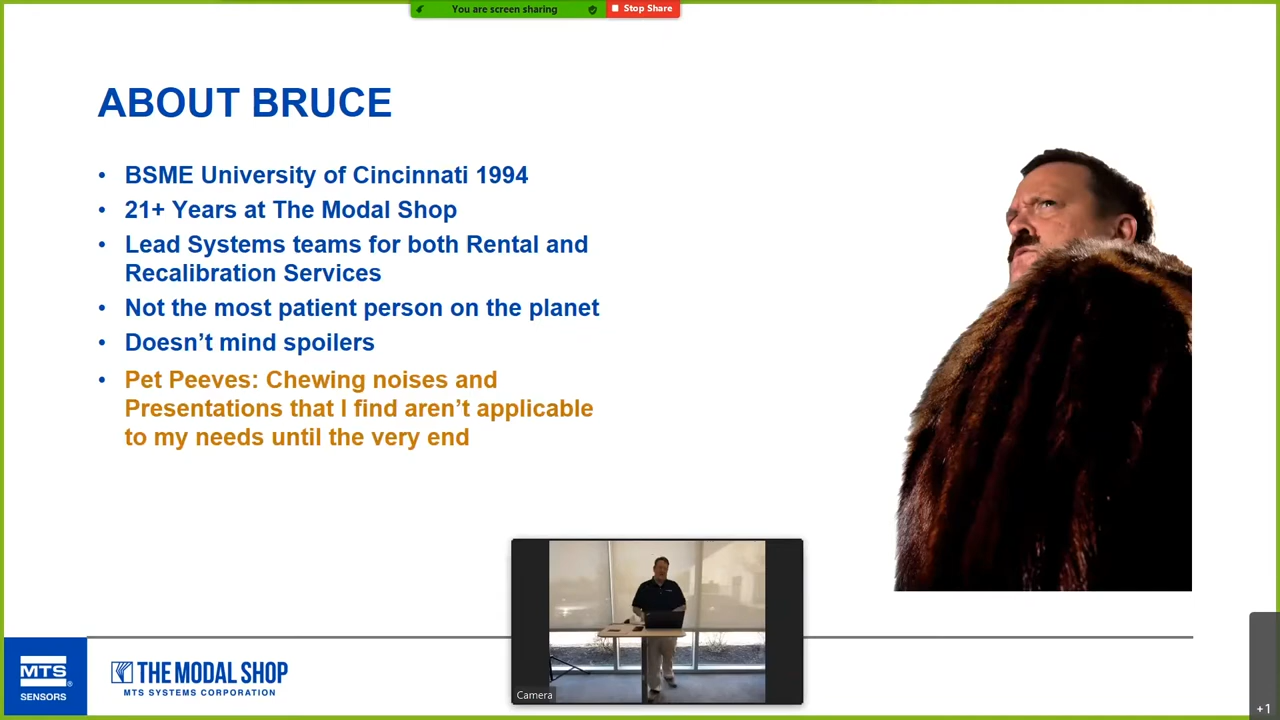 You are screen sharing
Stop Share
ABOUT BRUCE
• BSME University of Cincinnati 1994
• 21+ Years at The Modal Shop
• Lead Systems teams for both Rental and
Recalibration Services
• Not the most patient person on the planet
• Doesn’t mind spoilers
• Pet Peeves: Chewing noises and
Presentations that I find aren’t applicable
to my needs until the very end
Camera
MTS®
SENSORS
THE MODAL SHOP
MTS SYSTEMS CORPORATION
+1